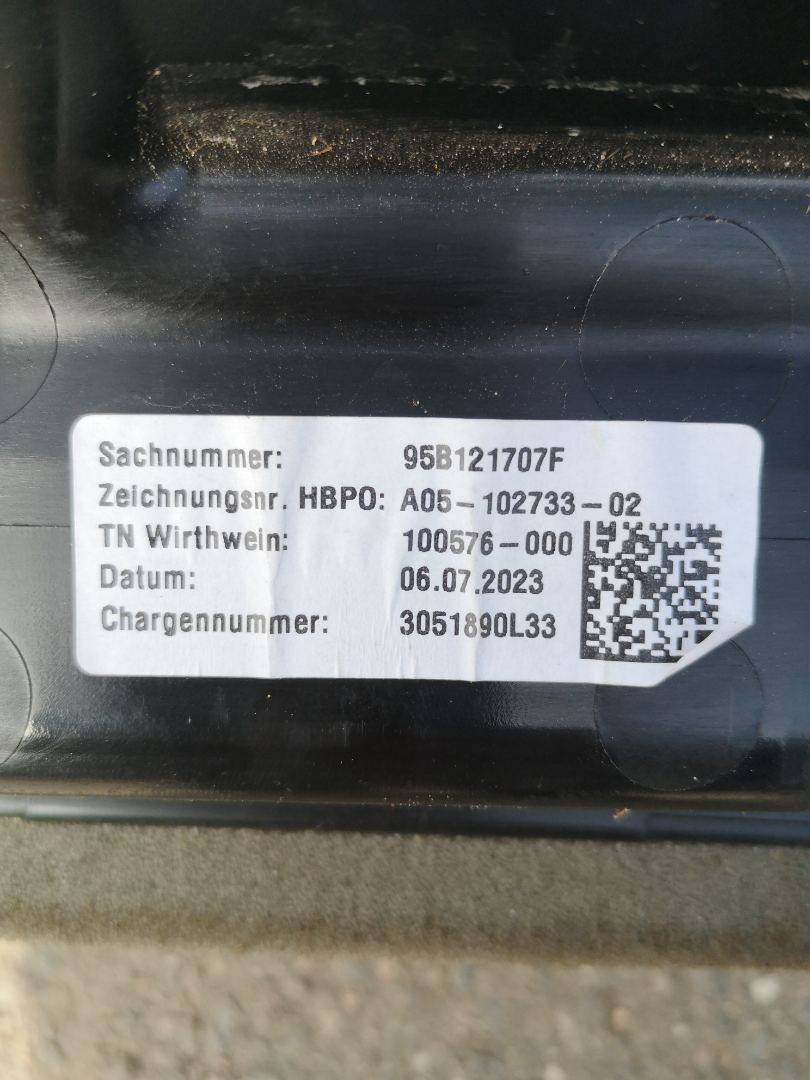 Sachnummer: 95B121707F
Zeichnungsnr. HBPO: A05-102733-02
TN Wirthwein: 100576-000
Datum: 06.07.2023
Chargennummer: 3051890L33